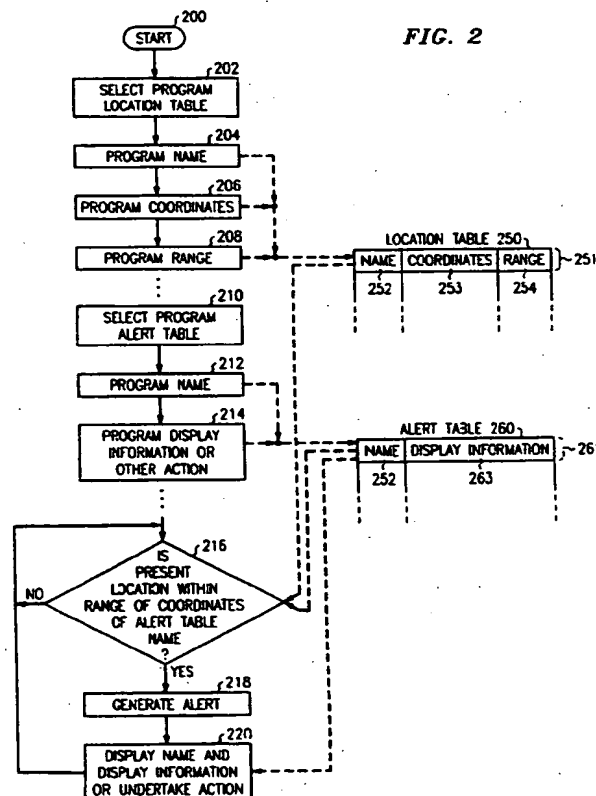 200
START
FIG. 2
202
SELECT PROGRAM
LOCATION TABLE
204
PROGRAM NAME
206
PROGRAM COORDINATES
208
PROGRAM RANGE
LOCATION TABLE 250
NAME COORDINATES RANGE 251
252 253 254
210
SELECT PROGRAM
ALERT TABLE
212
PROGRAM NAME
214
PROGRAM DISPLAY
INFORMATION OR
OTHER ACTION
ALERT TABLE 260
NAME DISPLAY INFORMATION 26
252 263
216
IS
PRESENT
LOCATION WITHIN
RANGE OF COORDINATES
CF ALERT TABLE
NAME
?
NO
YES
218
GENERATE ALERT
220
DISPLAY NAME AND
DISPLAY INFORMATION
OR UNDERTAKE ACTION